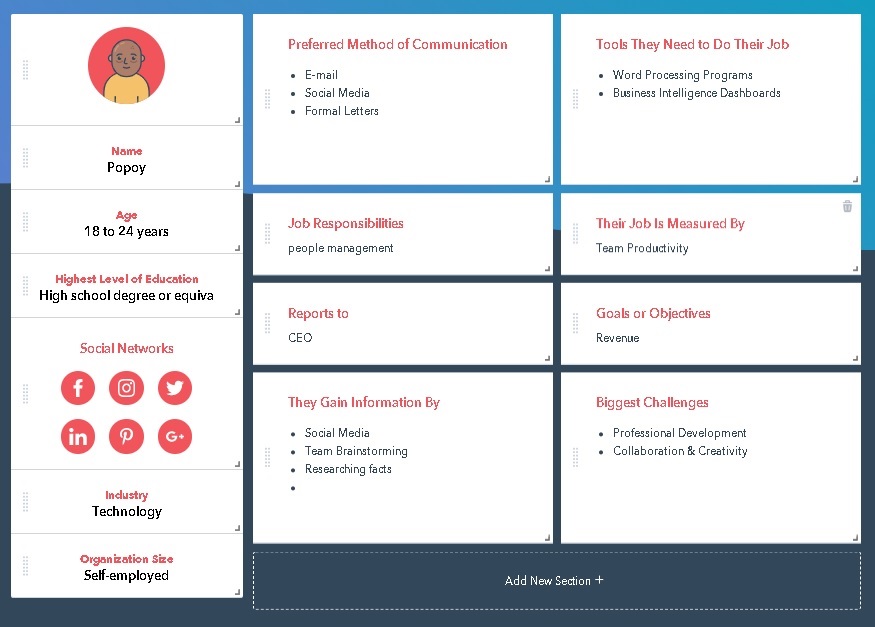 Name
Popoy
Age
18 to 24 years
Highest Level of Education
High school degree or equiva
Social Networks
Industry
Technology
Organization Size
Self-employed
Preferred Method of Communication
• E-mail
• Social Media
• Formal Letters
Tools They Need to Do Their Job
• Word Processing Programs
• Business Intelligence Dashboards
Job Responsibilities
people management
Their Job Is Measured By
Team Productivity
Reports to
CEO
Goals or Objectives
Revenue
They Gain Information By
• Social Media
• Team Brainstorming
• Researching facts
•
Biggest Challenges
• Professional Development
• Collaboration & Creativity
Add New Section +